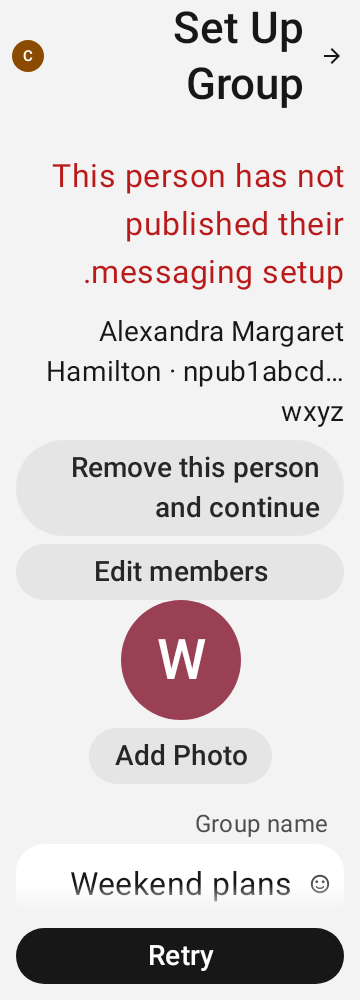 C
Set Up
Group
This person has not
published their
.messaging setup
Alexandra Margaret
Hamilton · npub1abcd…
wxyz
Remove this person
and continue
Edit members
W
Add Photo
Group name
Weekend plans
Retry